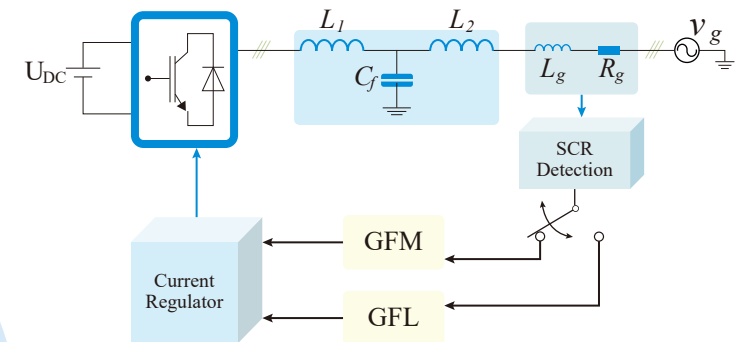 L1
L2
vg
UDC
Cf
Lg
Rg
SCR
Detection
GFM
Current
Regulator
GFL